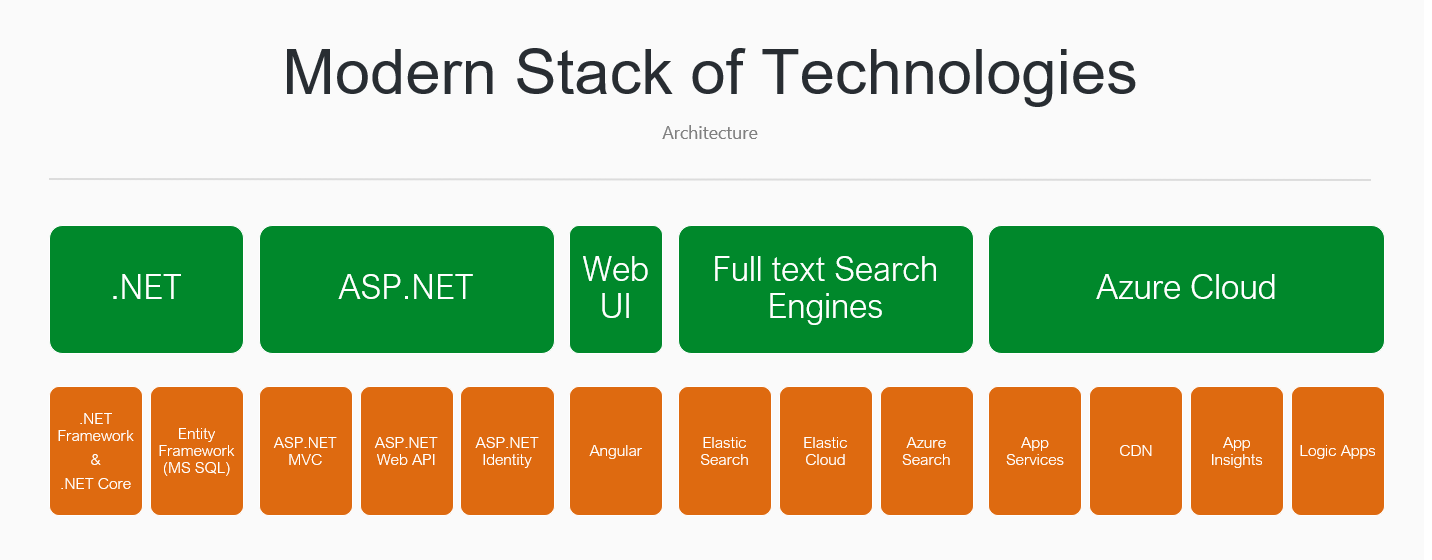 Modern Stack of Technologies
Architecture
.NET
ASP.NET
Web
UI
Full text Search
Engines
Azure Cloud
.NET
Framework
&
.NET Core
Entity
Framework
(MS SQL)
ASP.NET
MVC
ASP.NET
Web API
ASP.NET
Identity
Angular
Elastic
Search
Elastic
Cloud
Azure
Search
App
Services
CDN
App
Insights
Logic Apps